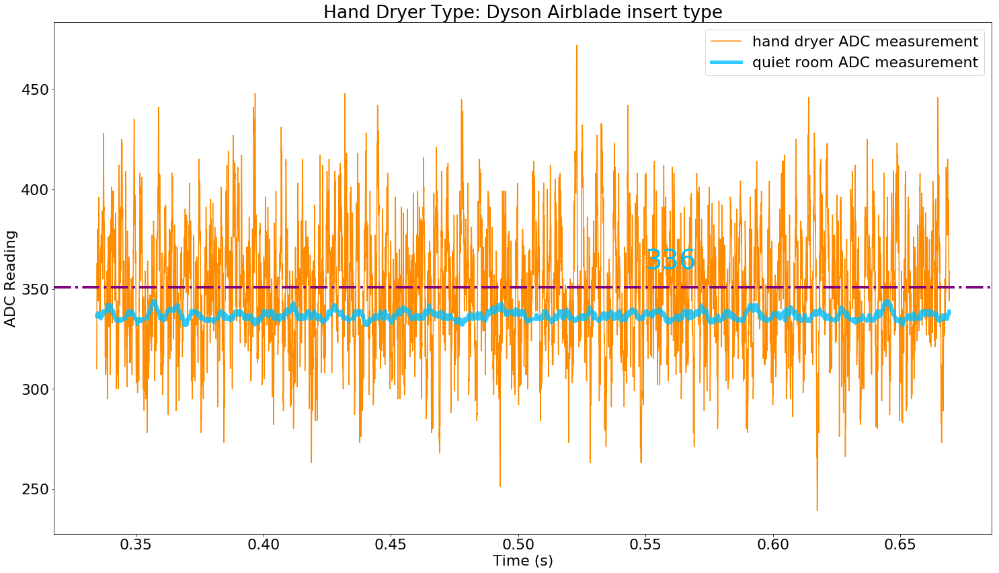 Hand Dryer Type: Dyson Airblade insert type
hand dryer ADC measurement
quiet room ADC measurement
450
400
350
300
250
ADC Reading
336
0.35 0.40 0.45 0.50 0.55 0.60 0.65
Time (s)